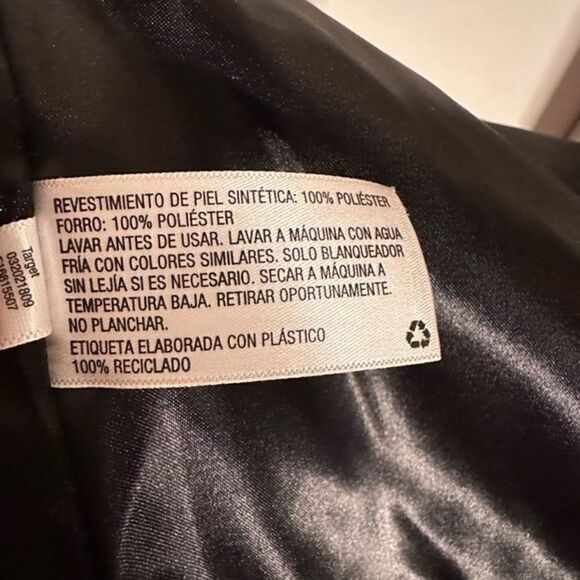 REVESTIMIENTO DE PIEL SINTÉTICA: 100% POLIÉSTER
FORRO: 100% POLIÉSTER
LAVAR ANTES DE USAR. LAVAR A MÁQUINA CON AGUA
FRÍA CON COLORES SIMILARES. SOLO BLANQUEADOR
SIN LEJÍA SI ES NECESARIO. SECAR A MÁQUINA A
TEMPERATURA BAJA. RETIRAR OPORTUNAMENTE.
NO PLANCHAR.
ETIQUETA ELABORADA CON PLÁSTICO
100% RECICLADO
Target
032021809